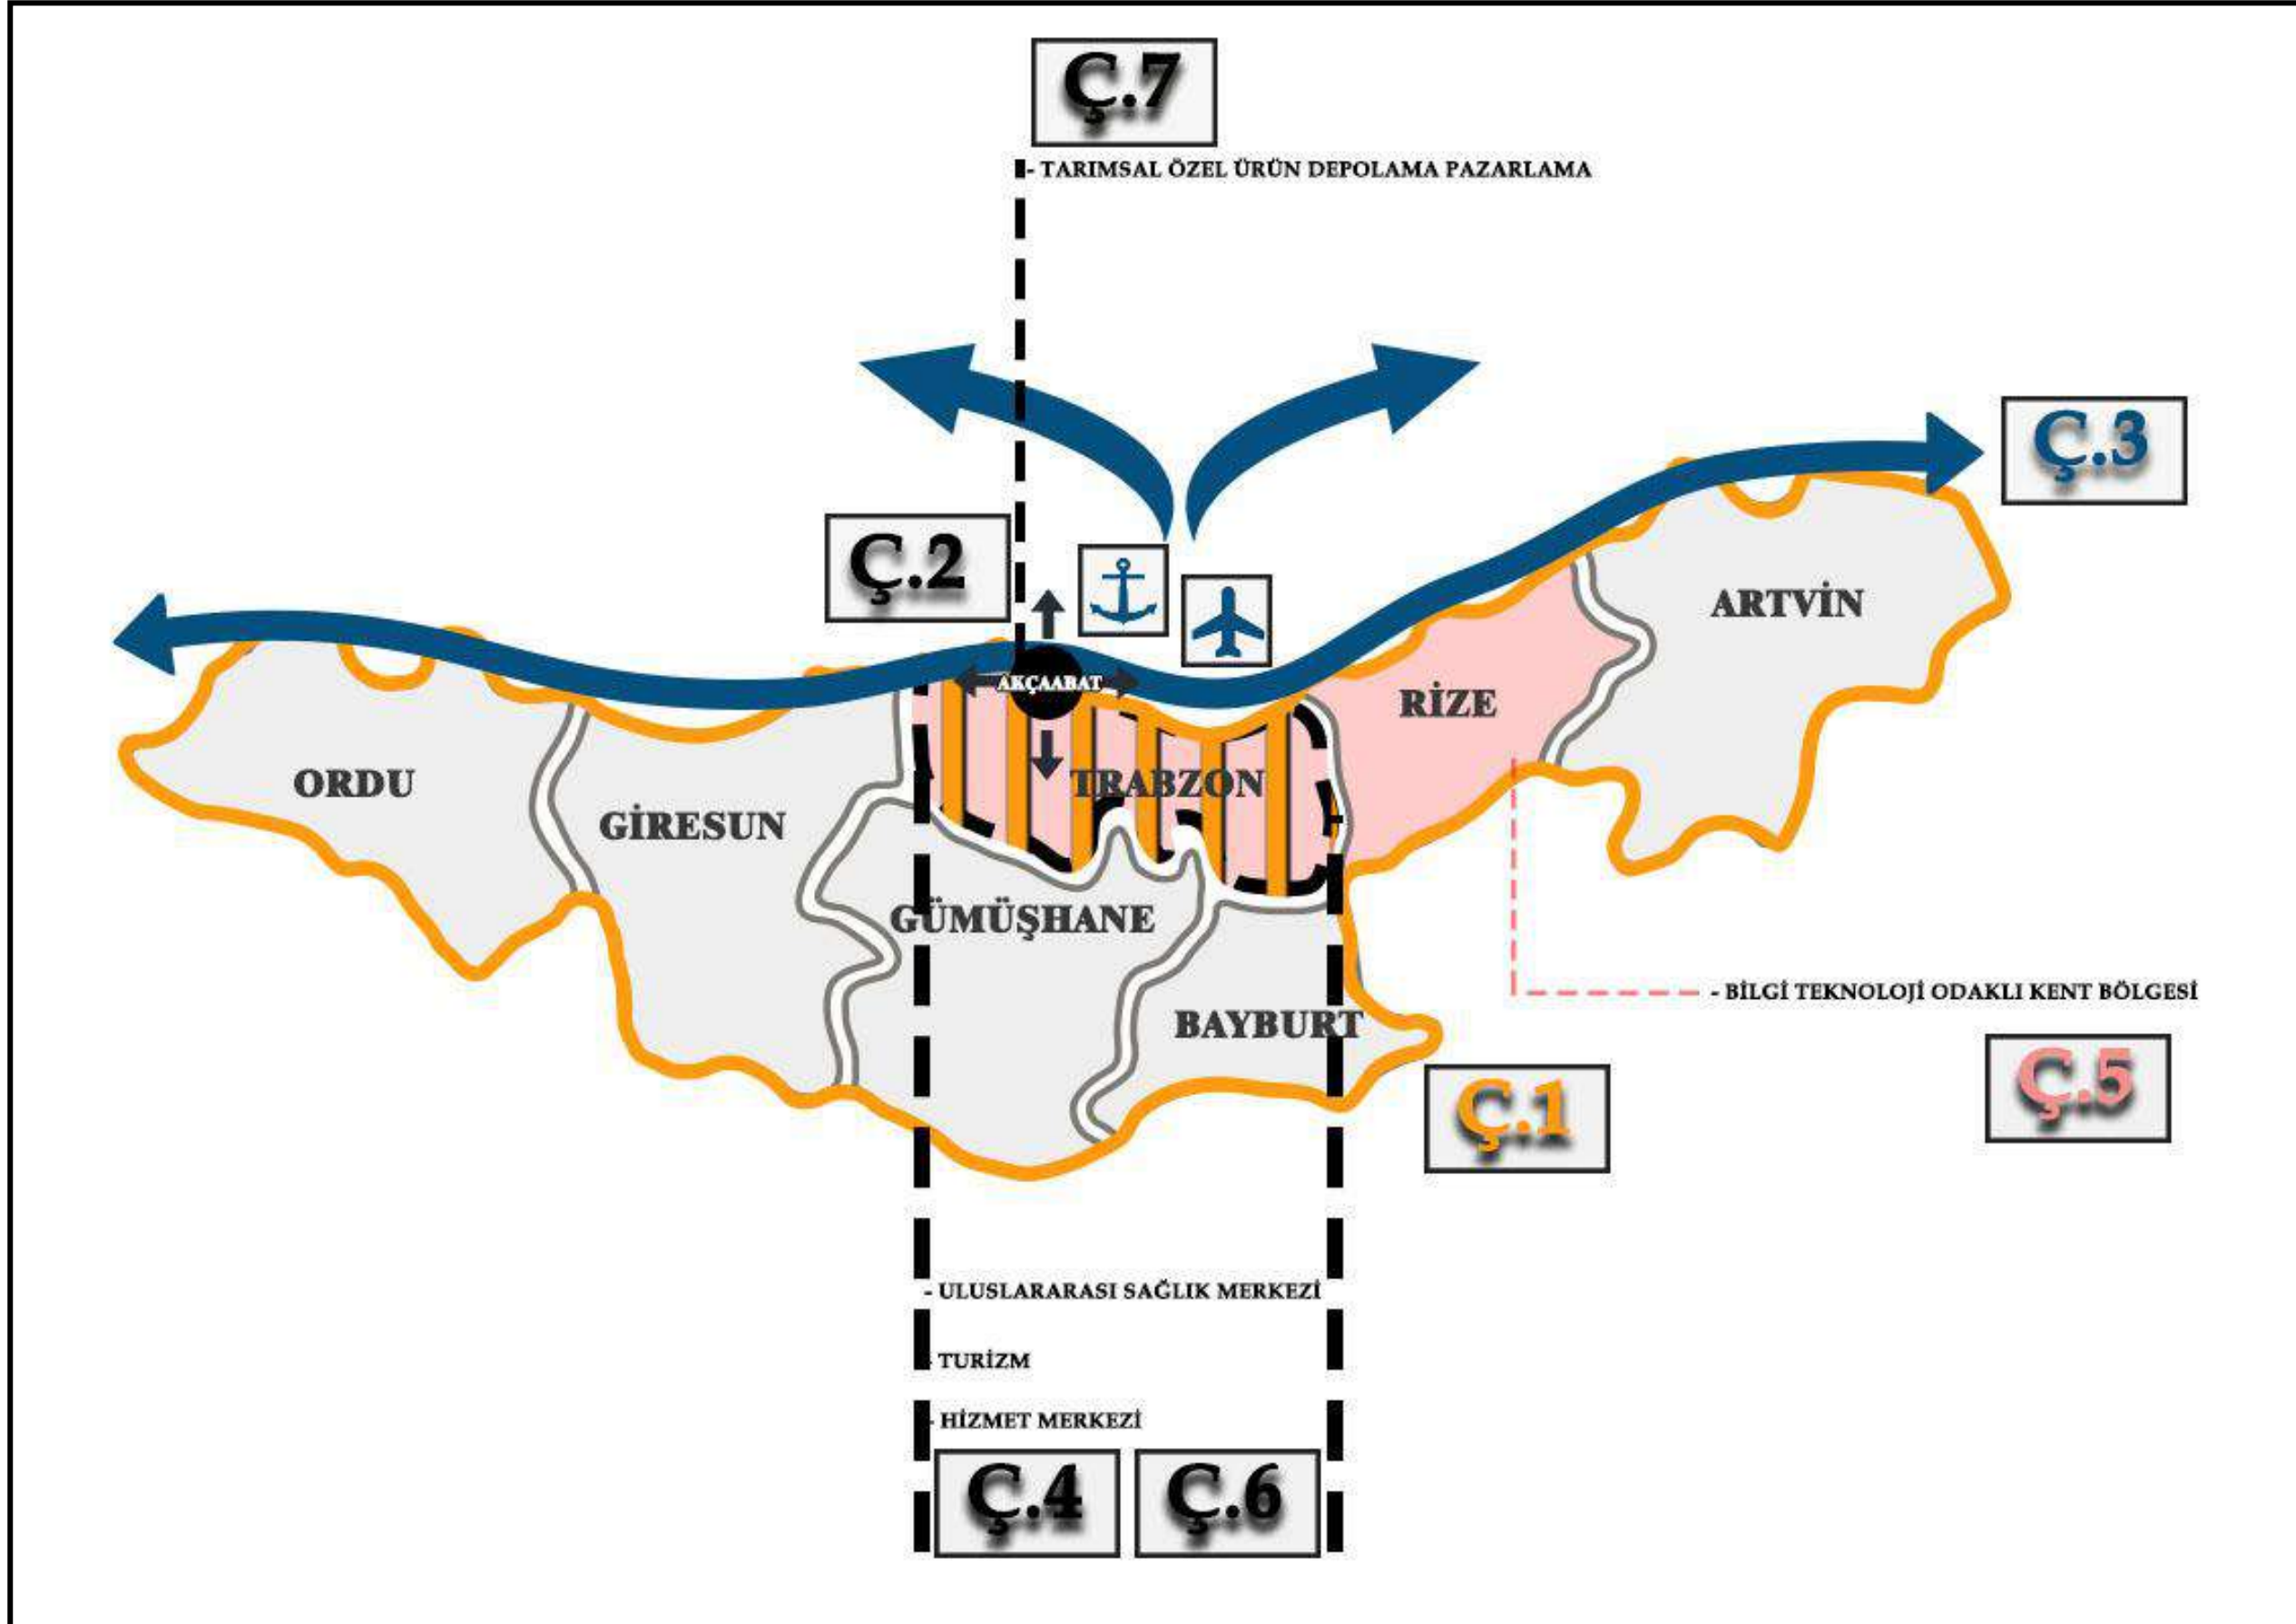 Ç.7
- TARIMSAL ÖZEL ÜRÜN DEPOLAMA PAZARLAMA
Ç.3
Ç.2
ARTVİN
AKÇAABAT
RİZE
TRABZON
ORDU
GİRESUN
GÜMÜŞHANE
- BİLGİ TEKNOLOJİ ODAKLI KENT BÖLGESİ
BAYBURT
Ç.5
Ç.1
- ULUSLARARASI SAĞLIK MERKEZİ
- TURİZM
- HİZMET MERKEZİ
Ç.4
Ç.6